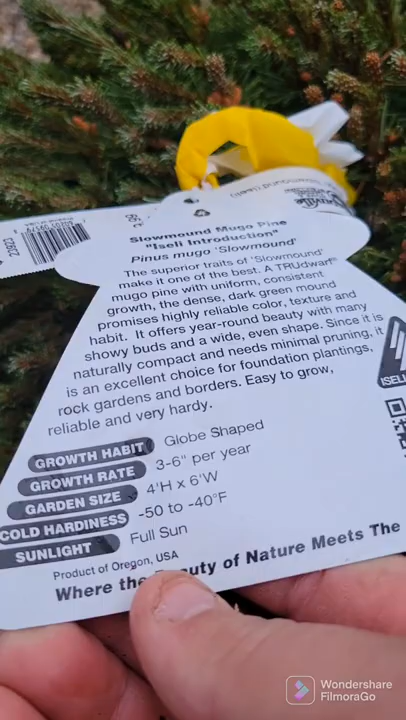 Slowmound Mugo Pine
"Iseli Introduction"
Pinus mugo 'Slowmound'
The superior traits of 'Slowmound'
make it one of the best. A TRUdwarf
mugo pine with uniform, consistent
growth, the dense, dark green mound
promises highly reliable color, texture and
habit. It offers year-round beauty with many
showy buds and a wide, even shape. Since it is
naturally compact and needs minimal pruning, it
is an excellent choice for foundation plantings,
rock gardens and borders. Easy to grow,
reliable and very hardy.
ISELI
GROWTH HABIT Globe Shaped
GROWTH RATE 3-6" per year
GARDEN SIZE 4'H x 6'W
COLD HARDINESS -50 to -40°F
SUNLIGHT Full Sun
Product of Oregon, USA
Where the uty of Nature Meets The
Wondershare
FilmoraGo